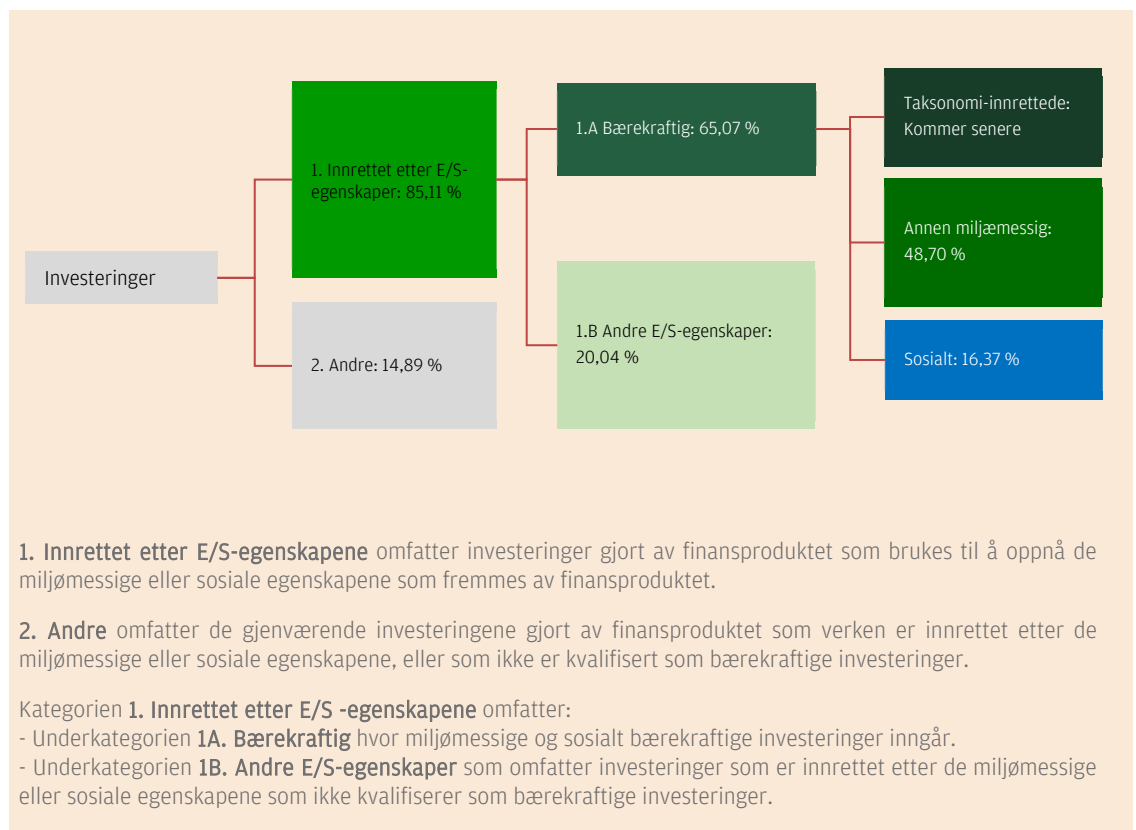 Investeringer
1. Innrettet etter E/S-
egenskaper: 85,11 %
2. Andre: 14,89 %
1.A Bærekraftig: 65,07 %
1.B Andre E/S-egenskaper:
20,04 %
Taksonomi-innrettede:
Kommer senere
Annen miljæmessig:
48,70 %
Sosialt: 16,37 %
1. Innrettet etter E/S-egenskapene omfatter investeringer gjort av finansproduktet som brukes til å oppnå de
miljømessige eller sosiale egenskapene som fremmes av finansproduktet.
2. Andre omfatter de gjenværende investeringene gjort av finansproduktet som verken er innrettet etter de
miljømessige eller sosiale egenskapene, eller som ikke er kvalifisert som bærekraftige investeringer.
Kategorien 1. Innrettet etter E/S -egenskapene omfatter:
- Underkategorien 1A. Bærekraftig hvor miljømessige og sosialt bærekraftige investeringer inngår.
- Underkategorien 1B. Andre E/S-egenskaper som omfatter investeringer som er innrettet etter de miljømessige
eller sosiale egenskapene som ikke kvalifiserer som bærekraftige investeringer.